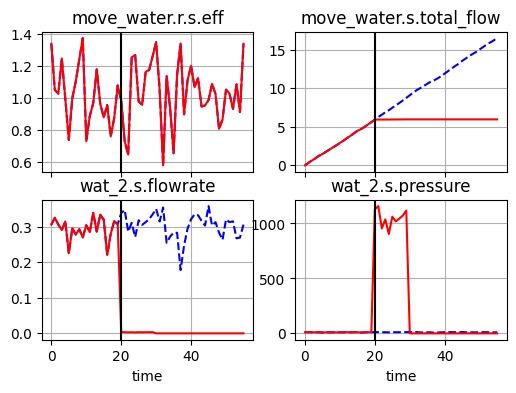 move_water.r.s.eff
1.4
1.2
1.0
0.8
0.6
move_water.s.total_flow
15
10
5
0
wat_2.s.flowrate
0.3
0.2
0.1
0.0
0 20 40
time
wat_2.s.pressure
1000
500
0
0 20 40
time